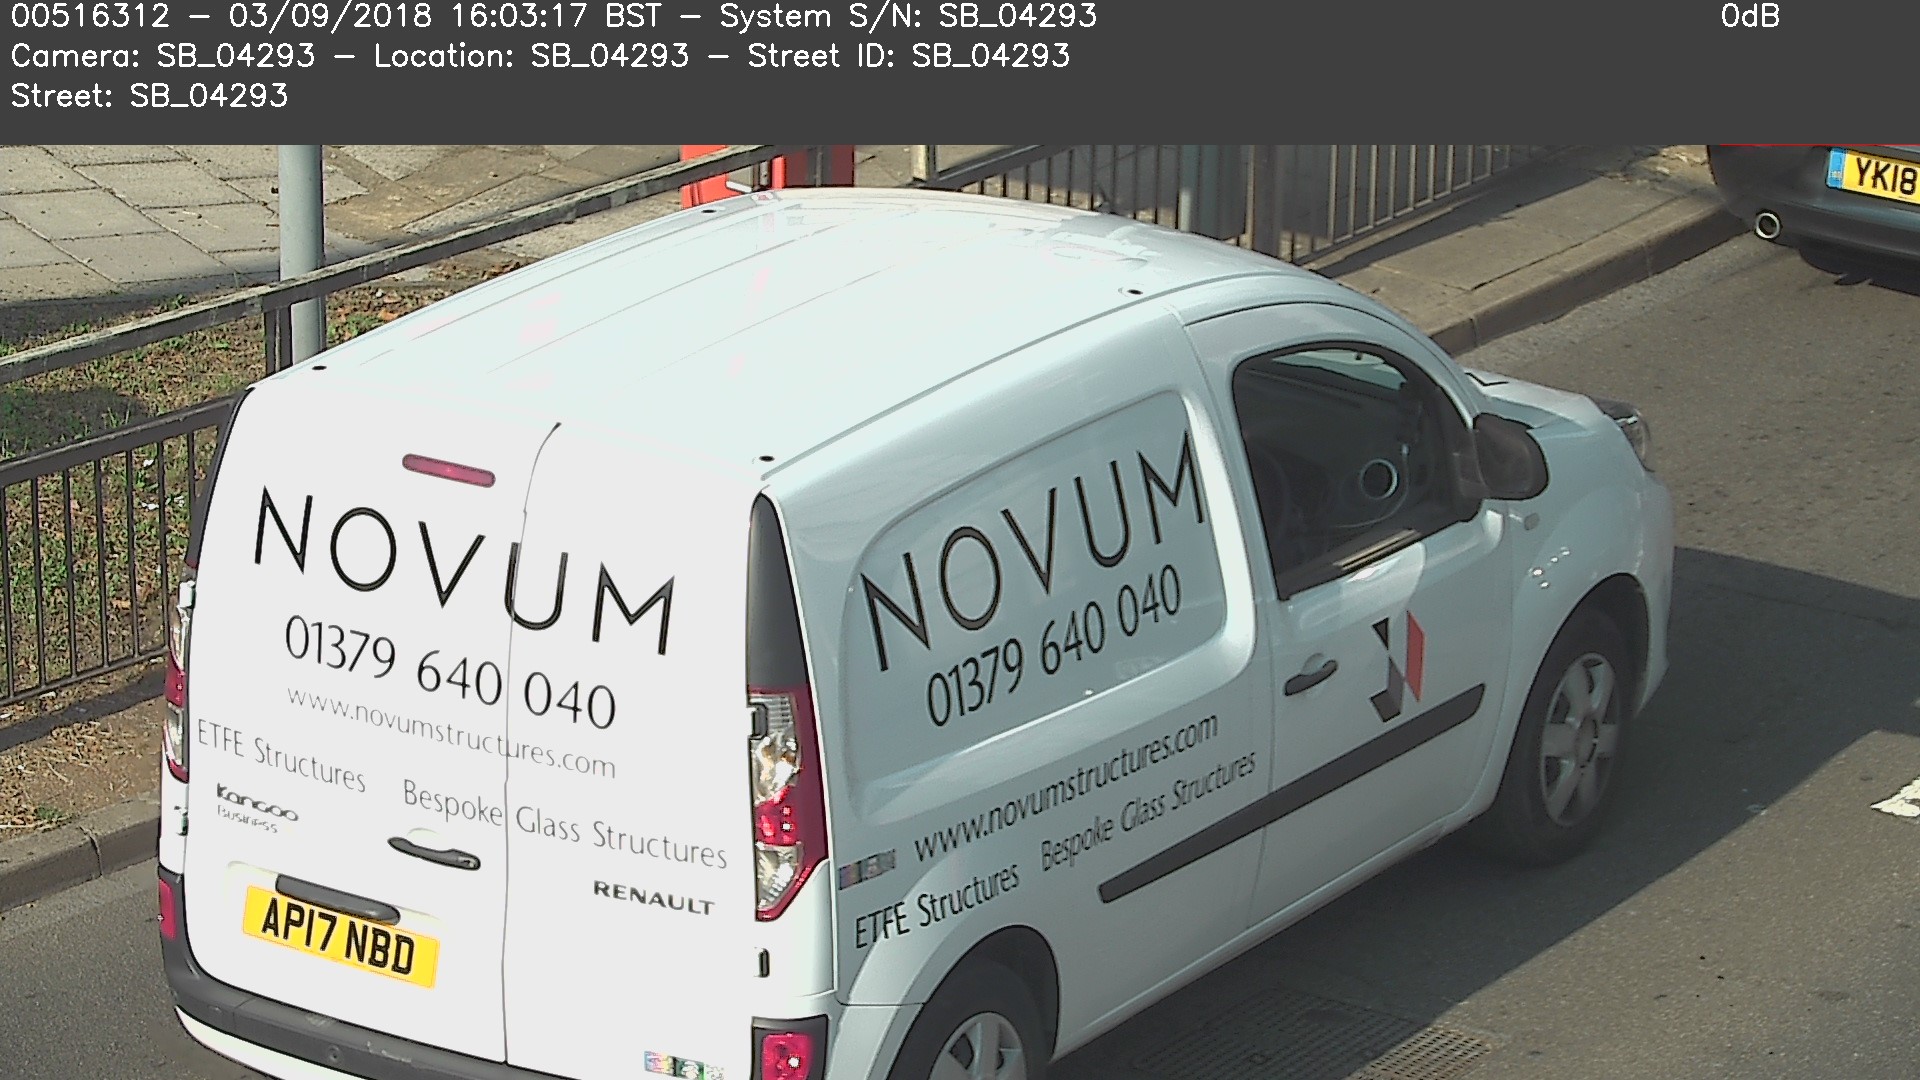 00516312 – 03/09/2018 16:03:17 BST – System S/N: SB_04293
0dB
Camera: SB_04293 – Location: SB_04293 – Street ID: SB_04293
Street: SB_04293
YK18
NOVUM
01379 640 040
www.novumstructures.com
ETFE Structures Bespoke Glass Structures
Kangoo
Business
RENAULT
AP17 NBD
NOVUM
01379 640 040
www.novumstructures.com
ETFE Structures Bespoke Glass Structures